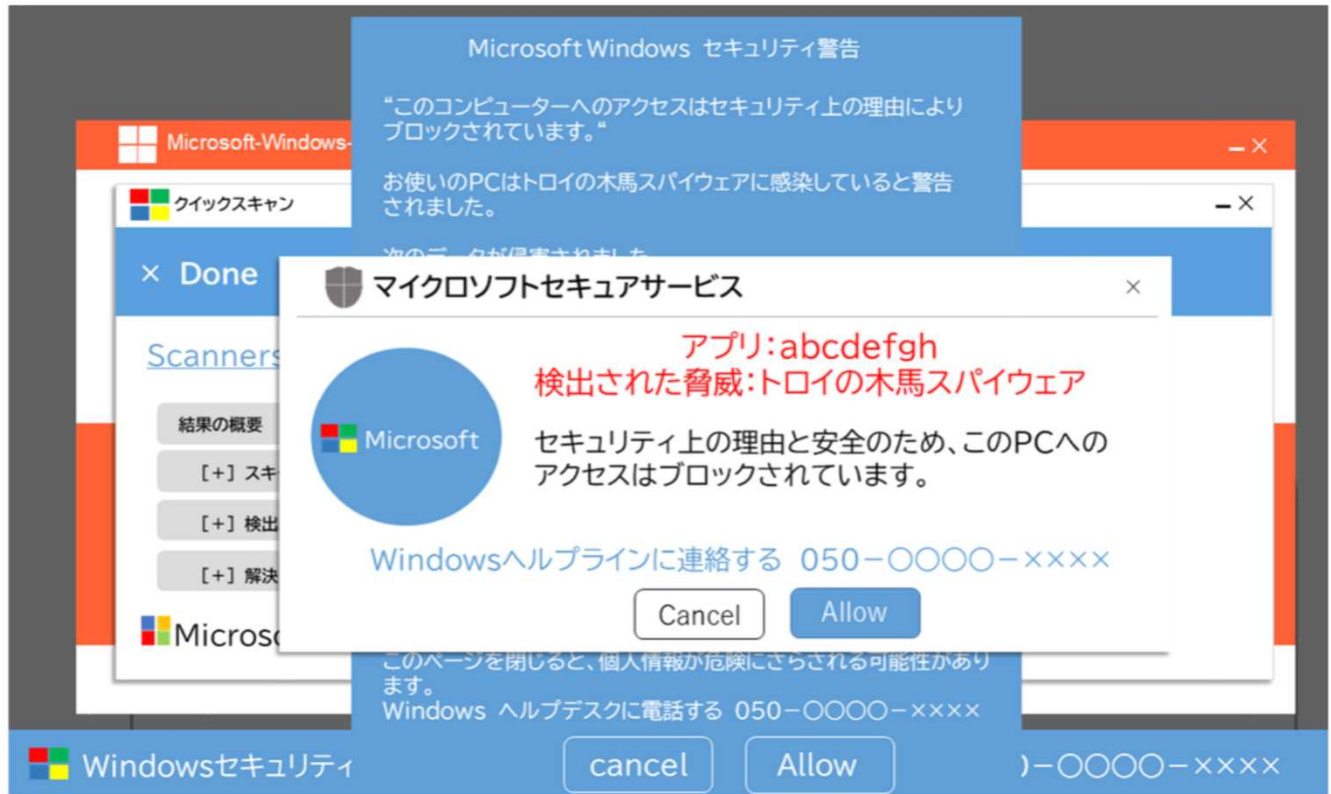 Microsoft Windows セキュリティ警告
“このコンピューターへのアクセスはセキュリティ上の理由により
ブロックされています。“
お使いのPCはトロイの木馬スパイウェアに感染していると警告
されました。
次のデータが侵害されました
Microsoft-Windows-
クイックスキャン
× Done
Scanners
結果の概要
[+] スキ
[+] 検出
[+] 解決
Microso
マイクロソフトセキュアサービス
アプリ：abcdefgh
検出された脅威：トロイの木馬スパイウェア
Microsoft
セキュリティ上の理由と安全のため、このPCへの
アクセスはブロックされています。
Windowsヘルプラインに連絡する 050－○○○○－××××
Cancel
Allow
このページを閉じると、個人情報が危険にさらされる可能性があり
ます。
Windows ヘルプデスクに電話する 050－○○○○－××××
Windowsセキュリティ
cancel
Allow
－○○○○－××××